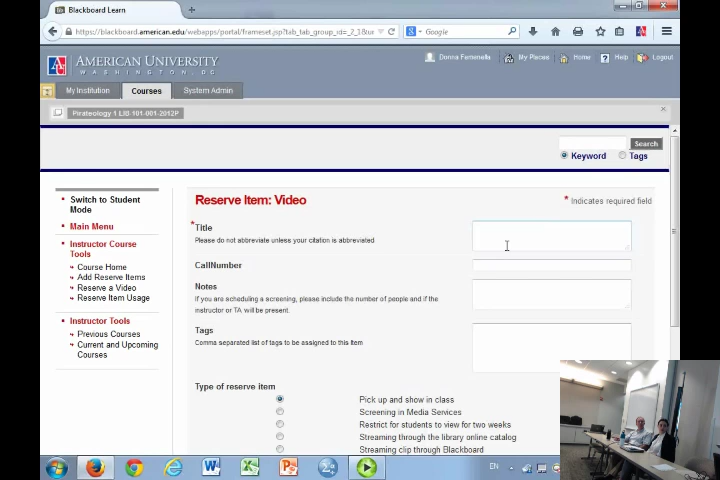 Blackboard Learn
https://blackboard.american.edu/webapps/portal/frameset.jsp?tab_tab_group_id=_2_1&url
Google
AMERICAN UNIVERSITY
WASHINGTON, DC
Donna Femenella
My Places
Home
Help
Logout
My Institution
Courses
System Admin
Pirateology 1 LIB-101-001-2012P
Search
Keyword
Tags
Switch to Student
Mode
Main Menu
Instructor Course
Tools
Course Home
Add Reserve Items
Reserve a Video
Reserve Item Usage
Instructor Tools
Previous Courses
Current and Upcoming
Courses
Reserve Item: Video
* Indicates required field
* Title
Please do not abbreviate unless your citation is abbreviated
CallNumber
Notes
If you are scheduling a screening, please include the number of people and if the
instructor or TA will be present.
Tags
Comma separated list of tags to be assigned to this item
Type of reserve item
Pick up and show in class
Screening in Media Services
Restrict for students to view for two weeks
Streaming through the library online catalog
Streaming clip through Blackboard
EN